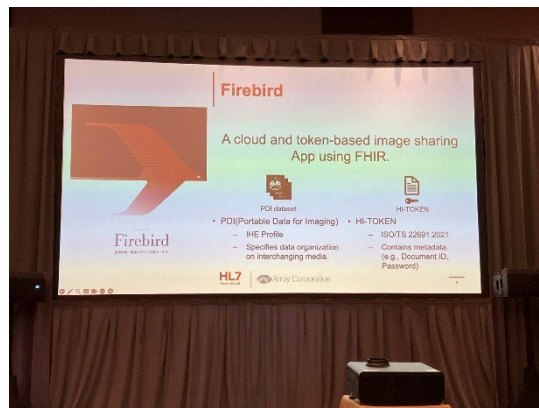 Firebird
A cloud and token-based image sharing
App using FHIR.
PDI dataset
HI-TOKEN
• PDI(Portable Data for Imaging)
– IHE Profile
– Specifies data organization
on interchanging media.
• HI-TOKEN
– ISO/TS 22691:2021
– Contains metadata,
(e.g., Document ID,
Password)
Firebird
HL7
International
Array Corporation